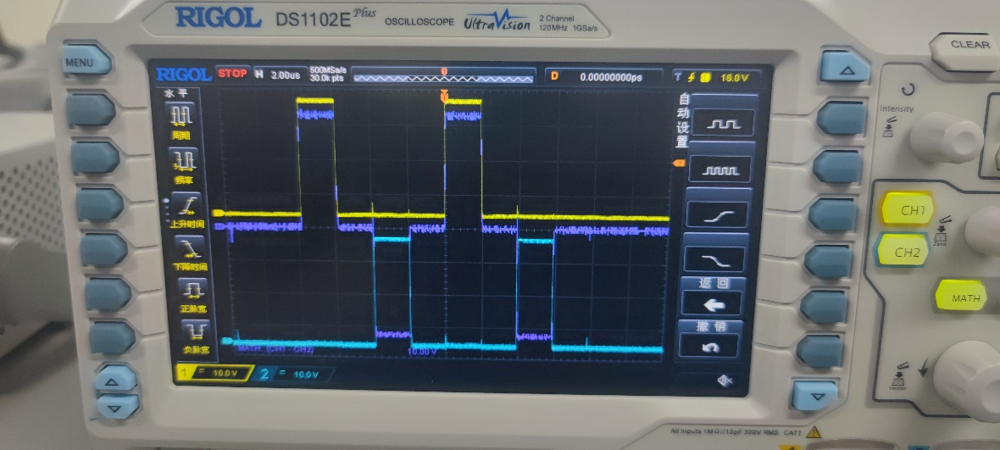 RIGOL DS1102E Plus OSCILLOSCOPE UltraVision 2 Channel
120MHz 1GSa/s
CLEAR
MENU
RIGOL STOP H 2.00us 500MSa/s
30.0k pts
D 0.00000000ps
T 1 16.0V
水平
周期
频率
上升时间
下降时间
正脉宽
负脉宽
自动设置
返回
撤销
MATH (CH1 - CH2) 10.00 V
1 = 10.0V 2 = 10.0V
Intensity
CH1
CH2
Zero
MATH
All Inputs 1MΩ//13pF 300V RMS CAT I